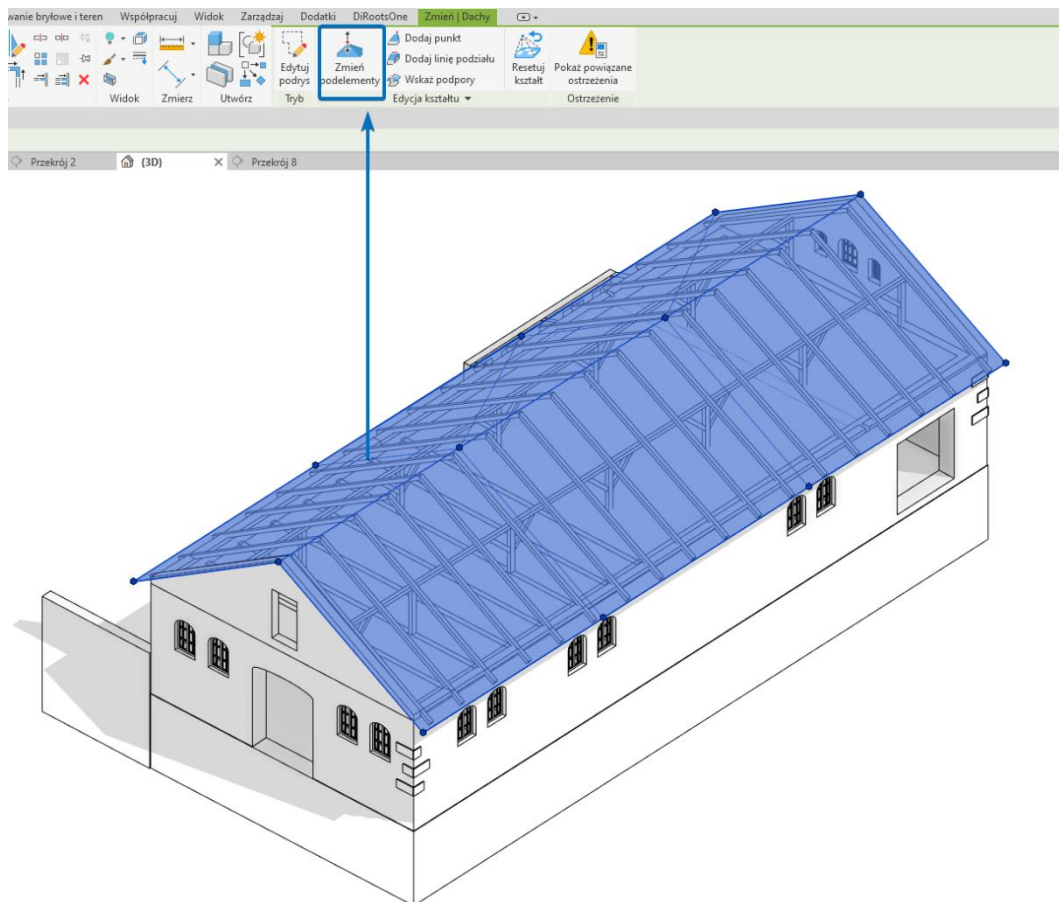 wanie bryłowe i teren Współpracuj Widok Zarządzaj Dodatki DiRootsOne Zmień | Dachy
Dodaj punkt
Dodaj linię podziału
Wskaż podpory
Edytuj podrys
Zmień podelementy
Resetuj kształt
Pokaż powiązane ostrzeżenia
Widok Zmierz Utwórz Tryb Edycja kształtu Ostrzeżenie
Przekrój 2 (3D) Przekrój 8